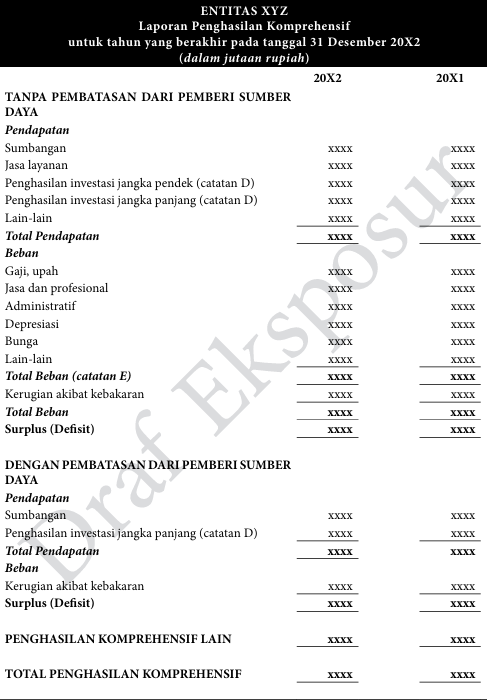 ENTITAS XYZ
Laporan Penghasilan Komprehensif
untuk tahun yang berakhir pada tanggal 31 Desember 20X2
(dalam jutaan rupiah)
20X2 20X1
TANPA PEMBATASAN DARI PEMBERI SUMBER
DAYA
Pendapatan
Sumbangan xxxx xxxx
Jasa layanan xxxx xxxx
Penghasilan investasi jangka pendek (catatan D) xxxx xxxx
Penghasilan investasi jangka panjang (catatan D) xxxx xxxx
Lain-lain xxxx xxxx
Total Pendapatan xxxx xxxx
Beban
Gaji, upah xxxx xxxx
Jasa dan profesional xxxx xxxx
Administratif xxxx xxxx
Depresiasi xxxx xxxx
Bunga xxxx xxxx
Lain-lain xxxx xxxx
Total Beban (catatan E) xxxx xxxx
Kerugian akibat kebakaran xxxx xxxx
Total Beban xxxx xxxx
Surplus (Defisit) xxxx xxxx
DENGAN PEMBATASAN DARI PEMBERI SUMBER
DAYA
Pendapatan
Sumbangan xxxx xxxx
Penghasilan investasi jangka panjang (catatan D) xxxx xxxx
Total Pendapatan xxxx xxxx
Beban
Kerugian akibat kebakaran xxxx xxxx
Surplus (Defisit) xxxx xxxx
PENGHASILAN KOMPREHENSIF LAIN xxxx xxxx
TOTAL PENGHASILAN KOMPREHENSIF xxxx xxxx
Draf Eksposur